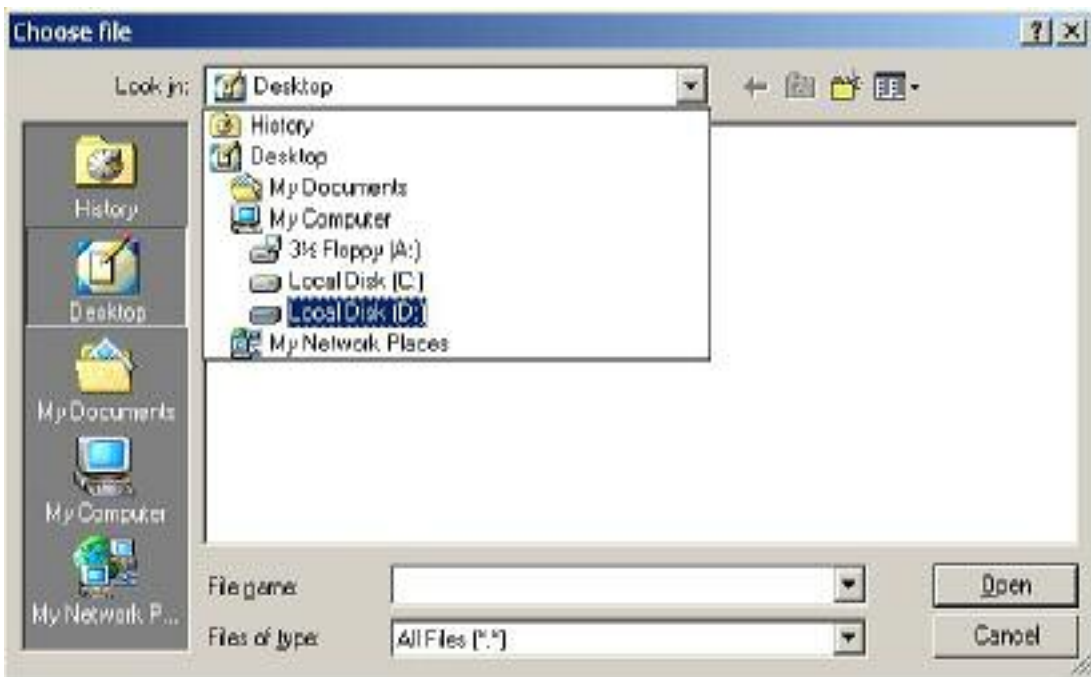 Choose file
Look in:
Desktop
History
Desktop
My Documents
My Computer
3½ Floppy (A:)
Local Disk (C:)
Local Disk (D:)
My Network Places
History
Desktop
My Documents
My Computer
My Network P...
File name:
Open
Files of type:
All Files (*.*)
Cancel